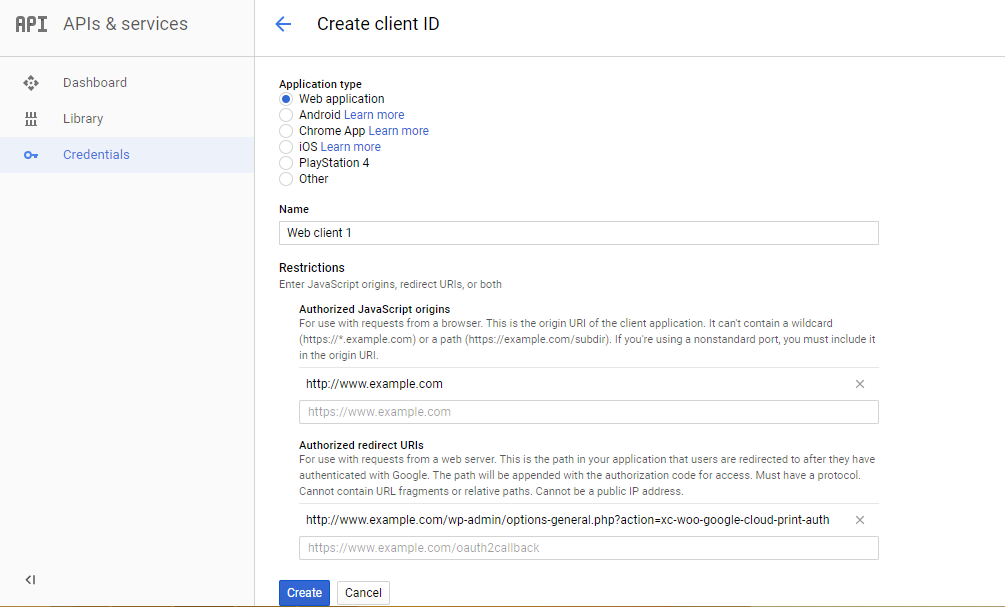 API APIs & services
Create client ID
Dashboard
Library
Credentials
Application type
Web application
Android Learn more
Chrome App Learn more
iOS Learn more
PlayStation 4
Other
Name
Web client 1
Restrictions
Enter JavaScript origins, redirect URIs, or both
Authorized JavaScript origins
For use with requests from a browser. This is the origin URI of the client application. It can't contain a wildcard
(https://*.example.com) or a path (https://example.com/subdir). If you're using a nonstandard port, you must include it
in the origin URI.
http://www.example.com
https://www.example.com
Authorized redirect URIs
For use with requests from a web server. This is the path in your application that users are redirected to after they have
authenticated with Google. The path will be appended with the authorization code for access. Must have a protocol.
Cannot contain URL fragments or relative paths. Cannot be a public IP address.
http://www.example.com/wp-admin/options-general.php?action=xc-woo-google-cloud-print-auth
https://www.example.com/oauth2callback
Create Cancel